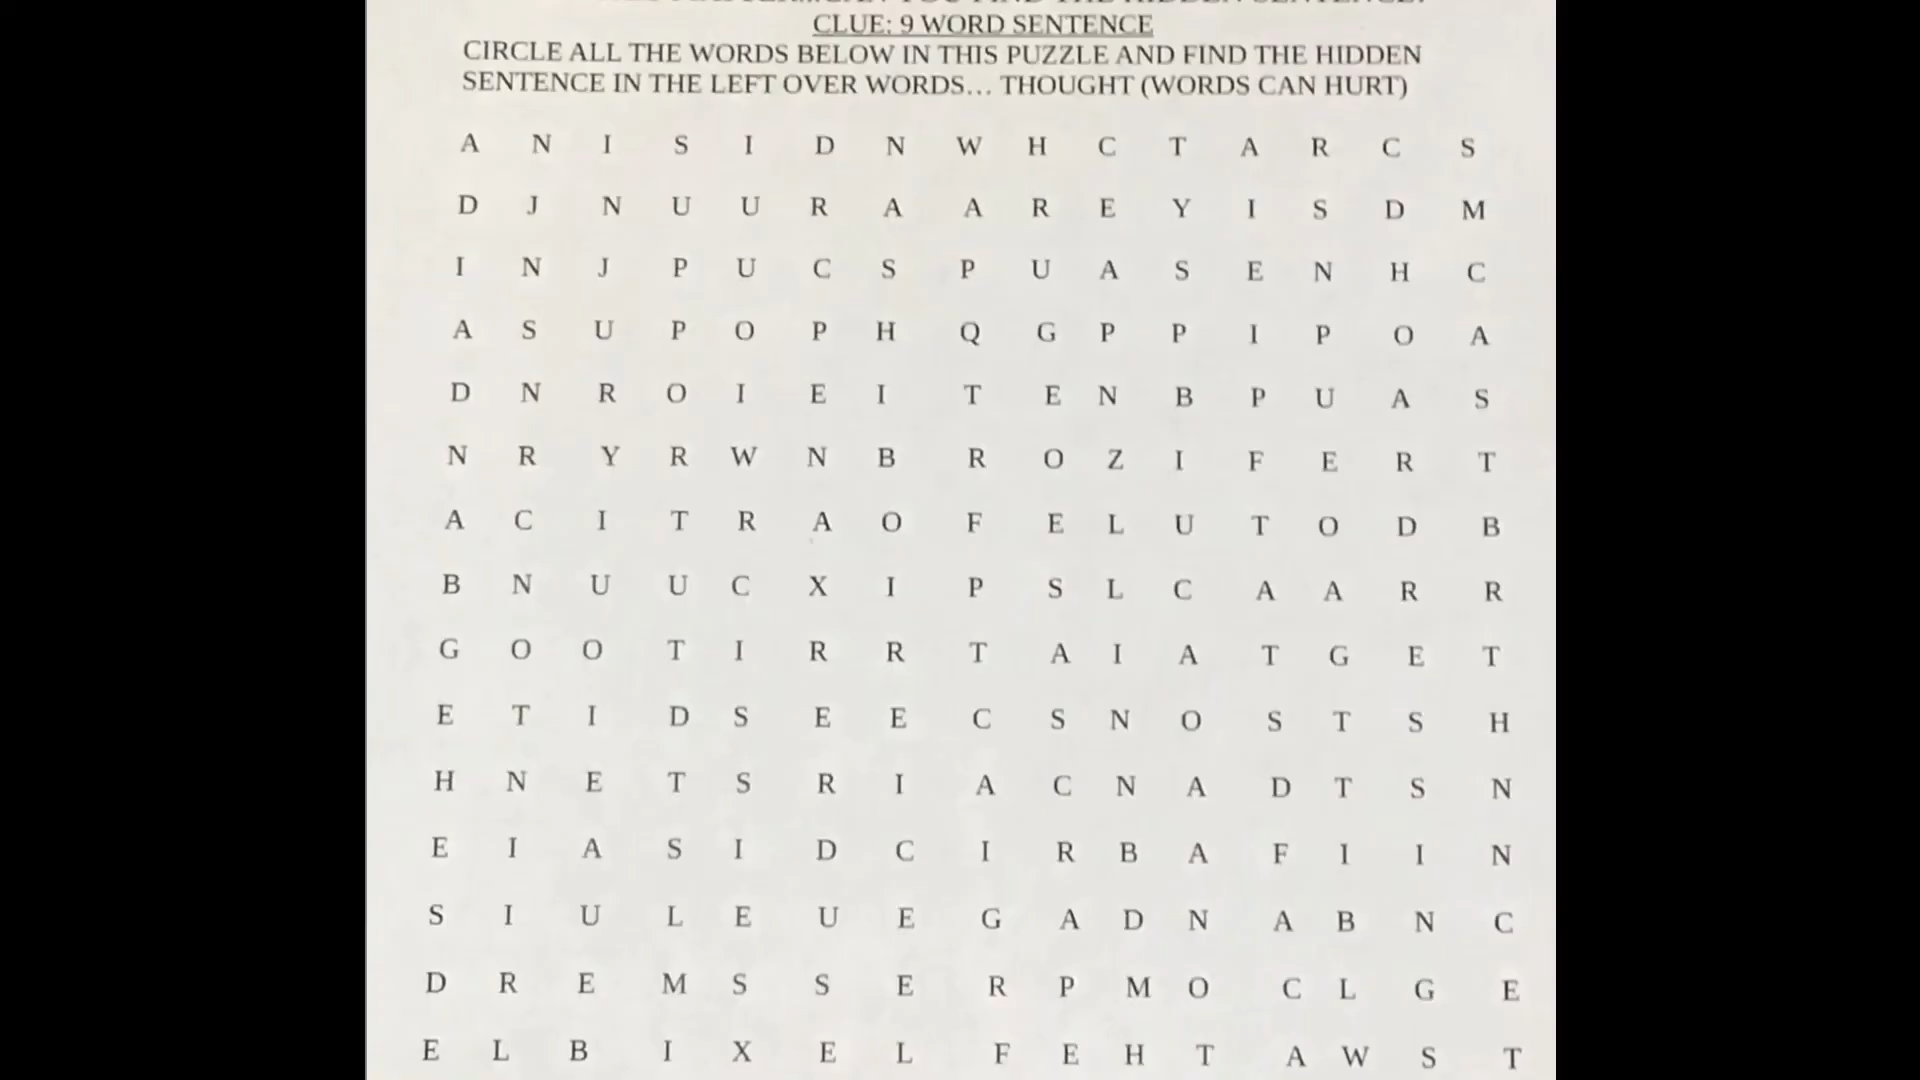 CLUE: 9 WORD SENTENCE
CIRCLE ALL THE WORDS BELOW IN THIS PUZZLE AND FIND THE HIDDEN
SENTENCE IN THE LEFT OVER WORDS... THOUGHT (WORDS CAN HURT)
A N I S I D N W H C T A R C S
D J N U U R A A R E Y I S D M
I N J P U C S P U A S E N H C
A S U P O P H Q G P P I P O A
D N R O I E I T E N B P U A S
N R Y R W N B R O Z I F E R T
A C I T R A O F E L U T O D B
B N U U C X I P S L C A A R R
G O O T I R R T A I A T G E T
E T I D S E E C S N O S T S H
H N E T S R I A C N A D T S N
E I A S I D C I R B A F I I N
S I U L E U E G A D N A B N C
D R E M S S E R P M O C L G E
E L B I X E L F E H T A W S T